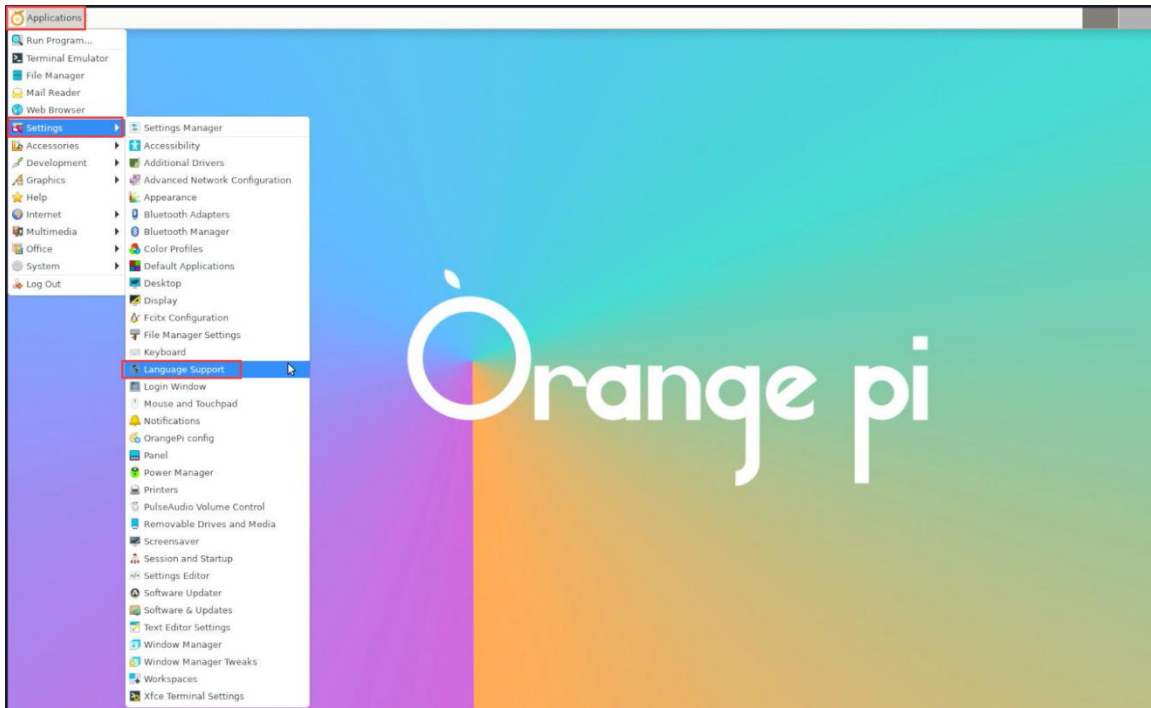 Applications
Run Program...
Terminal Emulator
File Manager
Mail Reader
Web Browser
Settings
Accessories
Development
Graphics
Help
Internet
Multimedia
Office
System
Log Out
Settings Manager
Accessibility
Additional Drivers
Advanced Network Configuration
Appearance
Bluetooth Adapters
Bluetooth Manager
Color Profiles
Default Applications
Desktop
Display
Fcitx Configuration
File Manager Settings
Keyboard
Language Support
Login Window
Mouse and Touchpad
Notifications
OrangePi config
Panel
Power Manager
Printers
PulseAudio Volume Control
Removable Drives and Media
Screensaver
Session and Startup
Settings Editor
Software Updater
Software & Updates
Text Editor Settings
Window Manager
Window Manager Tweaks
Workspaces
Xfce Terminal Settings
Orange pi